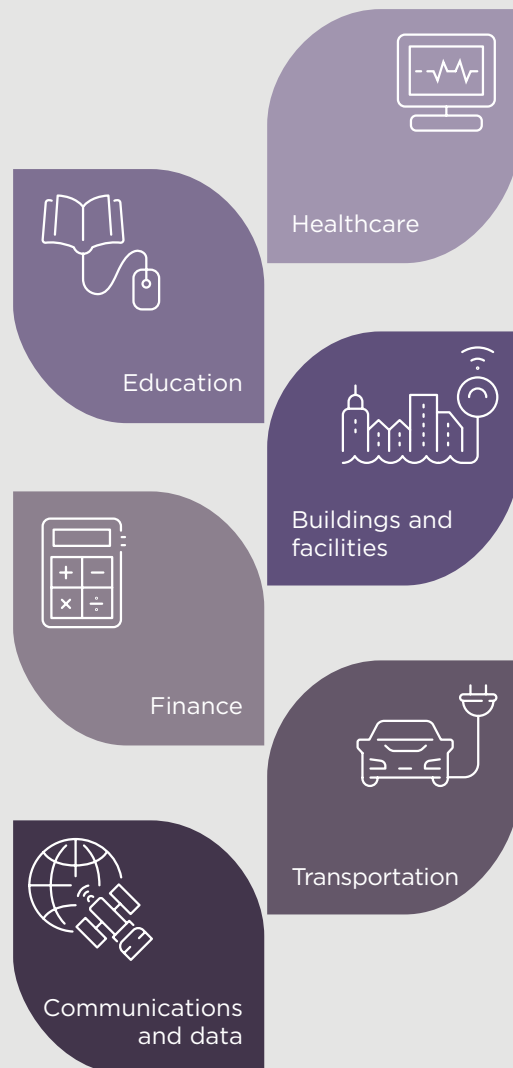 Healthcare
Education
Buildings and
facilities
Finance
Transportation
Communications
and data